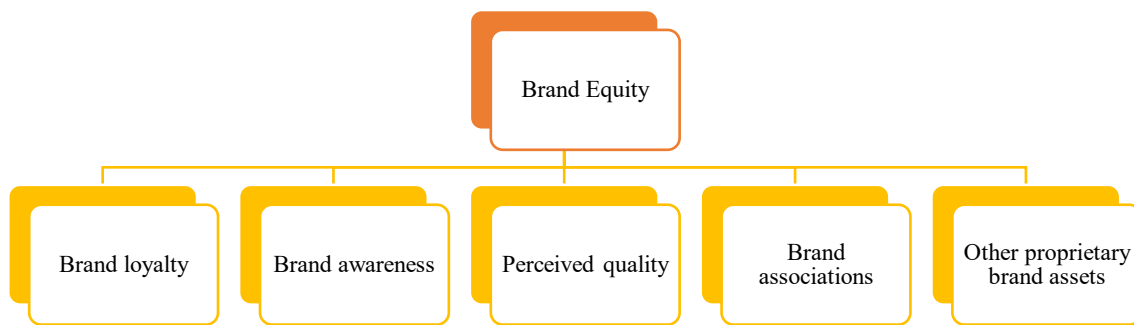 Brand Equity
Brand loyalty
Brand awareness
Perceived quality
Brand
associations
Other proprietary
brand assets